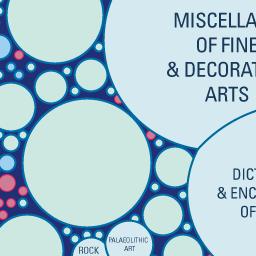 MISCELLA
OF FINE
& DECORAT
ARTS
DICT
& ENC
OF
PALAEOLITHIC
ART
ROCK